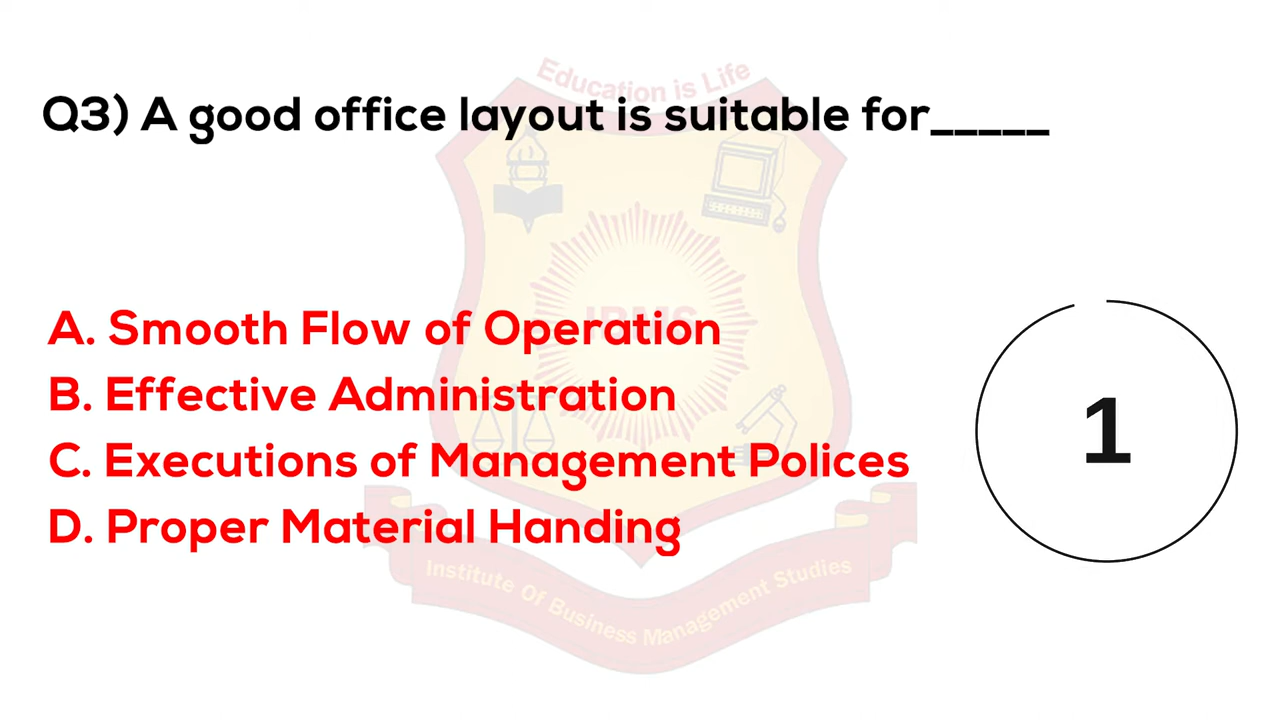 Education is Life
Q3) A good office layout is suitable for_____
IBMS
A. Smooth Flow of Operation
B. Effective Administration
C. Executions of Management Polices
D. Proper Material Handing
1
Institute Of Business Management Studies